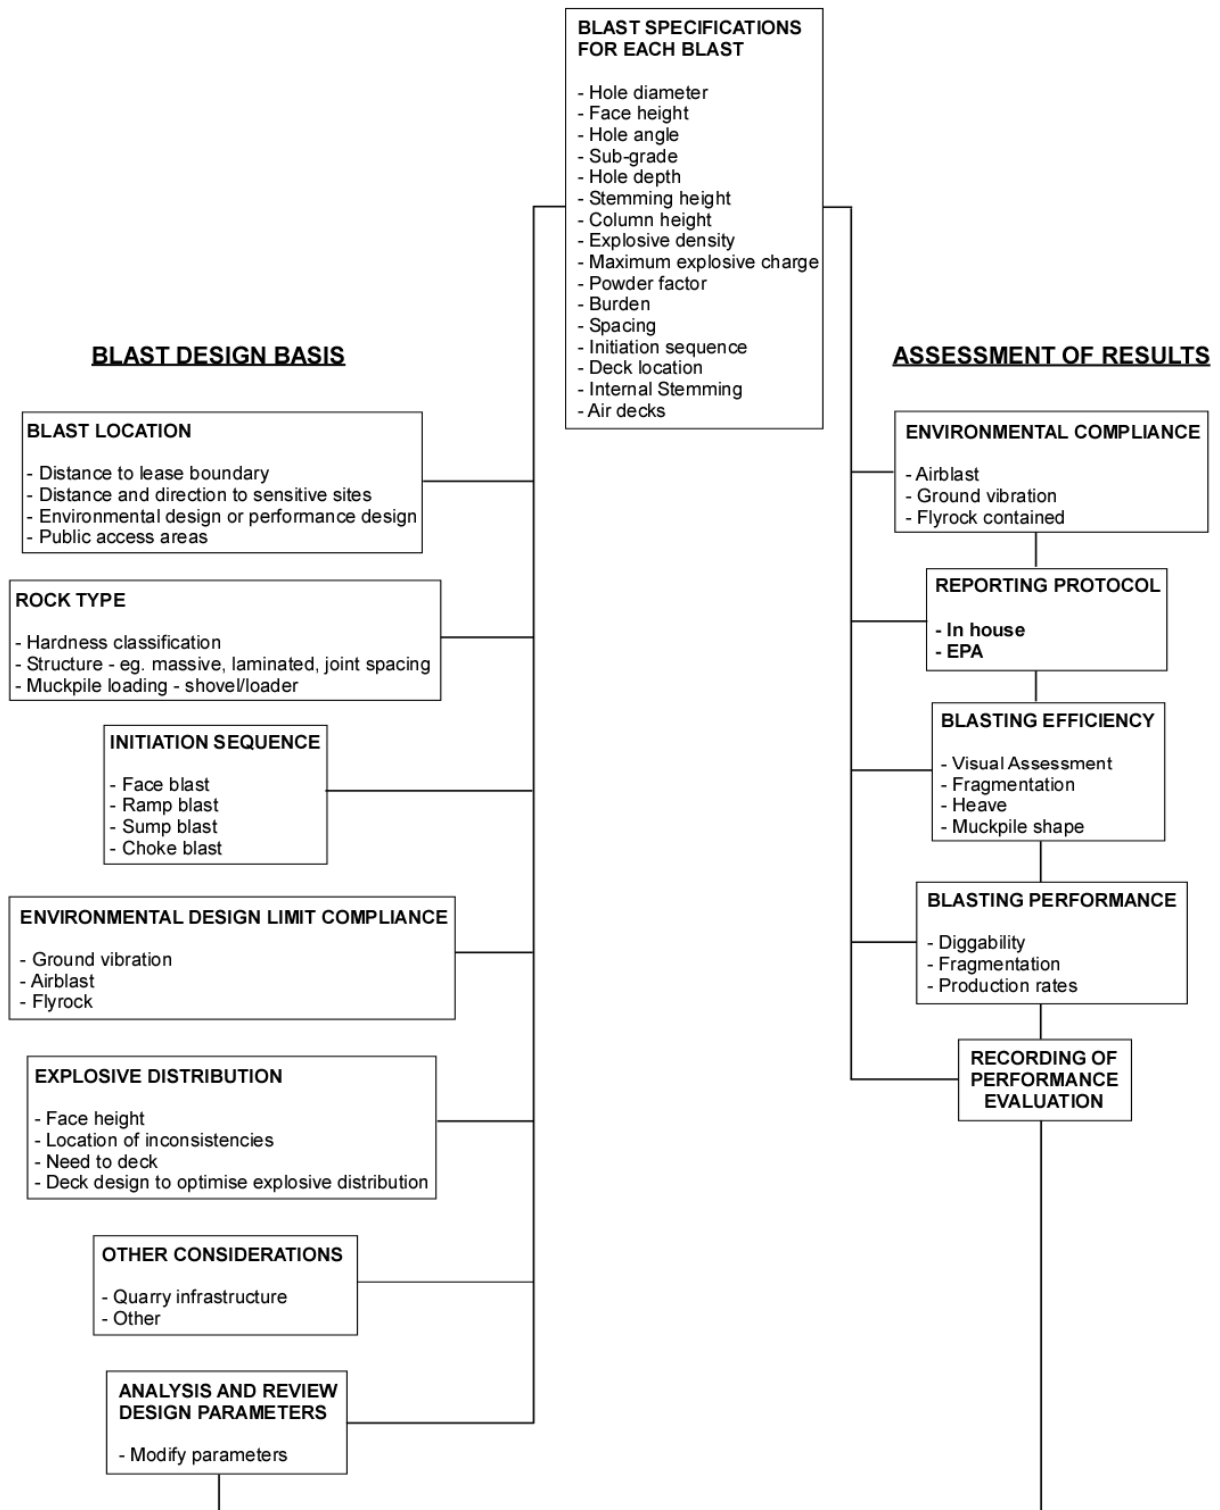 BLAST SPECIFICATIONS
FOR EACH BLAST
- Hole diameter
- Face height
- Hole angle
- Sub-grade
- Hole depth
- Stemming height
- Column height
- Explosive density
- Maximum explosive charge
- Powder factor
- Burden
- Spacing
- Initiation sequence
- Deck location
- Internal Stemming
- Air decks
BLAST DESIGN BASIS
BLAST LOCATION
- Distance to lease boundary
- Distance and direction to sensitive sites
- Environmental design or performance design
- Public access areas
ROCK TYPE
- Hardness classification
- Structure - eg. massive, laminated, joint spacing
- Muckpile loading - shovel/loader
INITIATION SEQUENCE
- Face blast
- Ramp blast
- Sump blast
- Choke blast
ENVIRONMENTAL DESIGN LIMIT COMPLIANCE
- Ground vibration
- Airblast
- Flyrock
EXPLOSIVE DISTRIBUTION
- Face height
- Location of inconsistencies
- Need to deck
- Deck design to optimise explosive distribution
OTHER CONSIDERATIONS
- Quarry infrastructure
- Other
ANALYSIS AND REVIEW
DESIGN PARAMETERS
- Modify parameters
ASSESSMENT OF RESULTS
ENVIRONMENTAL COMPLIANCE
- Airblast
- Ground vibration
- Flyrock contained
REPORTING PROTOCOL
- In house
- EPA
BLASTING EFFICIENCY
- Visual Assessment
- Fragmentation
- Heave
- Muckpile shape
BLASTING PERFORMANCE
- Diggability
- Fragmentation
- Production rates
RECORDING OF
PERFORMANCE
EVALUATION